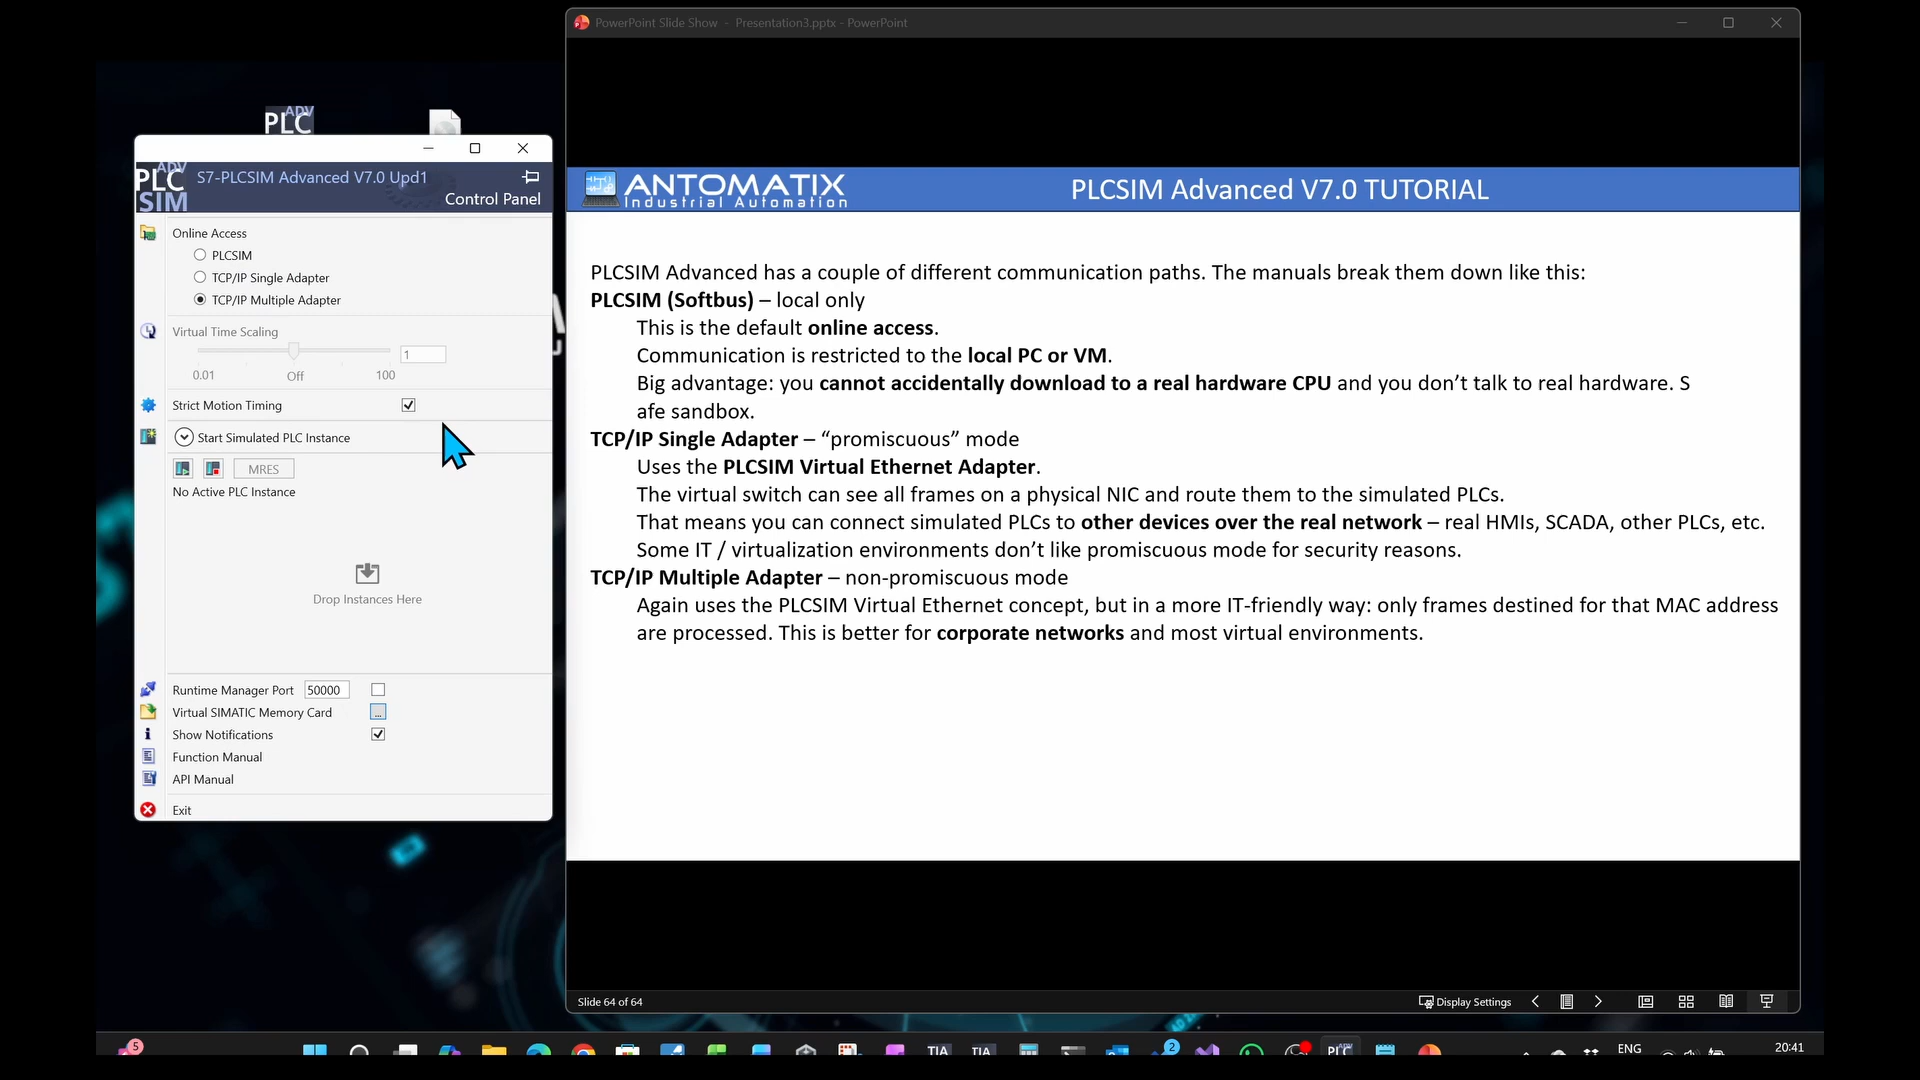 PowerPoint Slide Show - Presentation3.pptx - PowerPoint
ADV
PLC
ADV
PLC
SIM
S7-PLCSIM Advanced V7.0 Upd1
Control Panel
Online Access
PLCSIM
TCP/IP Single Adapter
TCP/IP Multiple Adapter
Virtual Time Scaling
1
0.01
Off
100
Strict Motion Timing
Start Simulated PLC Instance
MRES
No Active PLC Instance
Drop Instances Here
Runtime Manager Port
50000
Virtual SIMATIC Memory Card
...
Show Notifications
Function Manual
API Manual
Exit
ANTOMATIX
Industrial Automation
PLCSIM Advanced V7.0 TUTORIAL
PLCSIM Advanced has a couple of different communication paths. The manuals break them down like this:
PLCSIM (Softbus) – local only
This is the default online access.
Communication is restricted to the local PC or VM.
Big advantage: you cannot accidentally download to a real hardware CPU and you don’t talk to real hardware. S
afe sandbox.
TCP/IP Single Adapter – “promiscuous” mode
Uses the PLCSIM Virtual Ethernet Adapter.
The virtual switch can see all frames on a physical NIC and route them to the simulated PLCs.
That means you can connect simulated PLCs to other devices over the real network – real HMIs, SCADA, other PLCs, etc.
Some IT / virtualization environments don’t like promiscuous mode for security reasons.
TCP/IP Multiple Adapter – non-promiscuous mode
Again uses the PLCSIM Virtual Ethernet concept, but in a more IT-friendly way: only frames destined for that MAC address
are processed. This is better for corporate networks and most virtual environments.
Slide 64 of 64
Display Settings
5
TIA
TIA
2
ADV
PLC
ENG
20:41